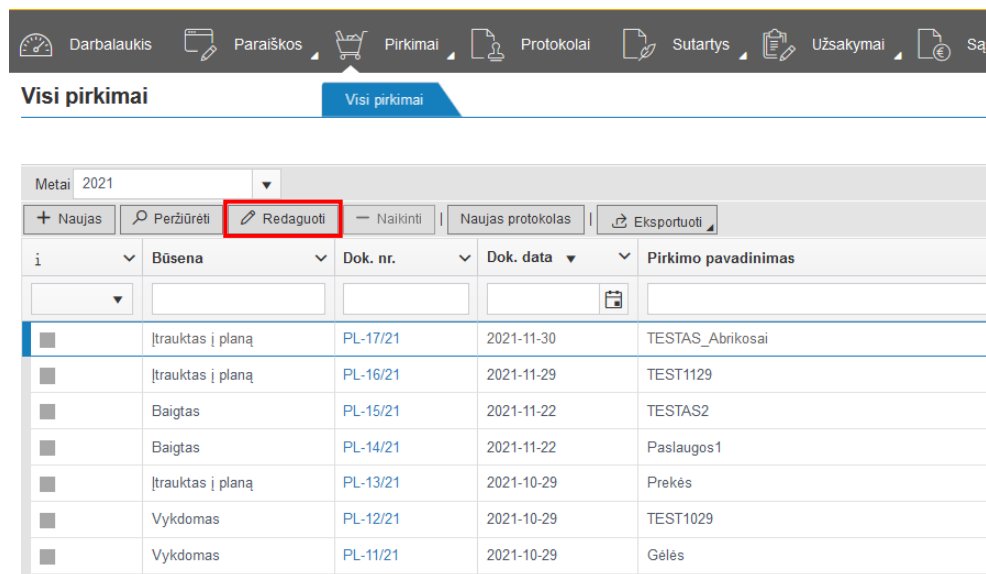 Darbalaukis Paraiškos Pirkimai Protokolai Sutartys Užsakymai
Visi pirkimai Visi pirkimai
Metai 2021
Naujas Peržiūrėti Redaguoti Naikinti | Naujas protokolas | Eksportuoti
i Būsena Dok. nr. Dok. data Pirkimo pavadinimas
Įtrauktas į planą PL-17/21 2021-11-30 TESTAS_Abrikosai
Įtrauktas į planą PL-16/21 2021-11-29 TEST1129
Baigtas PL-15/21 2021-11-22 TESTAS2
Baigtas PL-14/21 2021-11-22 Paslaugos1
Įtrauktas į planą PL-13/21 2021-10-29 Prekės
Vykdomas PL-12/21 2021-10-29 TEST1029
Vykdomas PL-11/21 2021-10-29 Gėlės